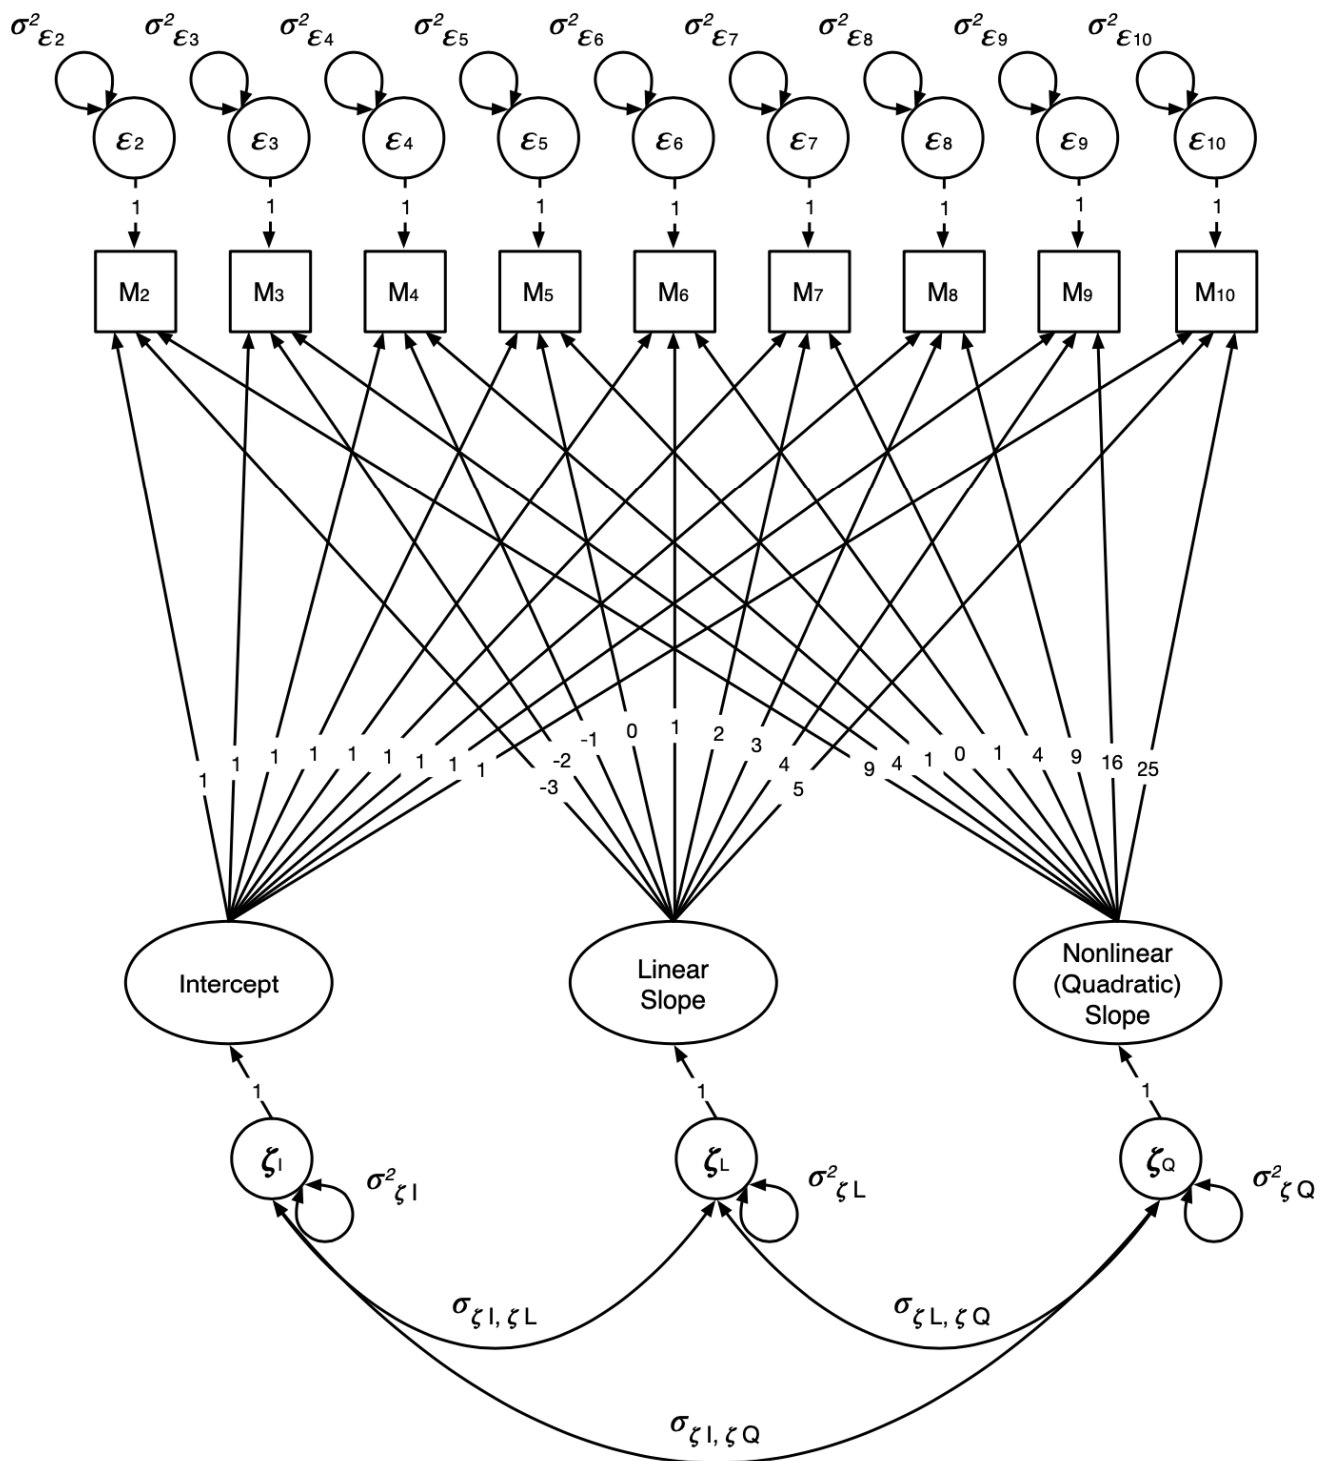 σ²ε2 σ²ε3 σ²ε4 σ²ε5 σ²ε6 σ²ε7 σ²ε8 σ²ε9 σ²ε10
ε2 ε3 ε4 ε5 ε6 ε7 ε8 ε9 ε10
1 1 1 1 1 1 1 1 1
M2 M3 M4 M5 M6 M7 M8 M9 M10
1 1 1 1 1 1 1 1 1
-3 -2 -1 0 1 2 3 4 5
9 4 1 0 1 4 9 16 25
Intercept
Linear
Slope
Nonlinear
(Quadratic)
Slope
1 1 1
ζI σ²ζI ζL σ²ζL ζQ σ²ζQ
σζI, ζL σζL, ζQ
σζI, ζQ